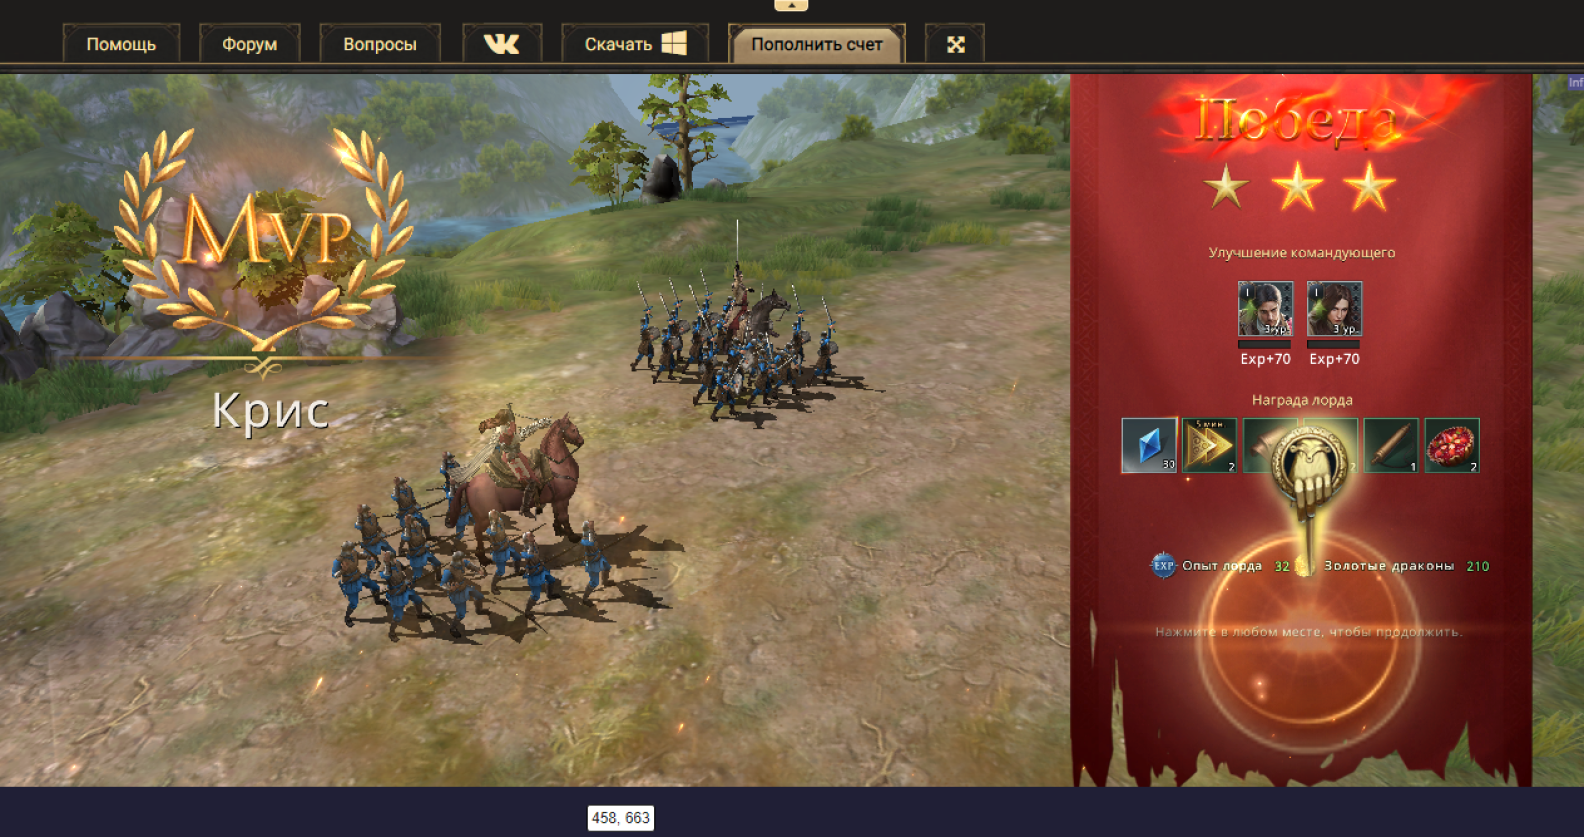 Помощь
Форум
Вопросы
Скачать
Пополнить счет
Inf
MVP
Крис
Победа
Улучшение командующего
I
3 ур.
I
3 ур.
Exp+70
Exp+70
Награда лорда
30
5 мин.
2
2
1
2
EXP
Опыт лорда
32
Золотые драконы
210
Нажмите в любом месте, чтобы продолжить.
458, 663